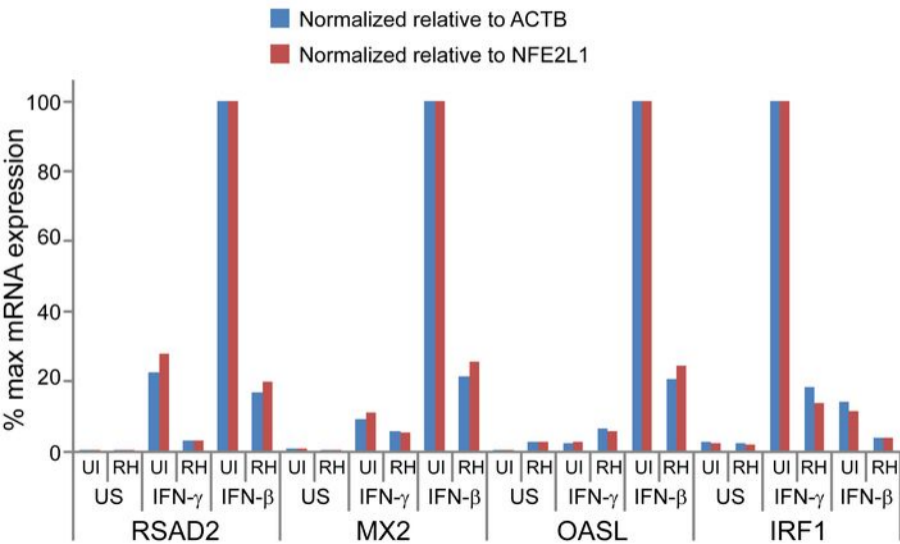 Normalized relative to ACTB
Normalized relative to NFE2L1
% max mRNA expression
100
80
60
40
20
0
UI RH UI RH UI RH UI RH UI RH UI RH UI RH UI RH UI RH UI RH UI RH UI RH
US IFN-γ IFN-β US IFN-γ IFN-β US IFN-γ IFN-β US IFN-γ IFN-β
RSAD2 MX2 OASL IRF1